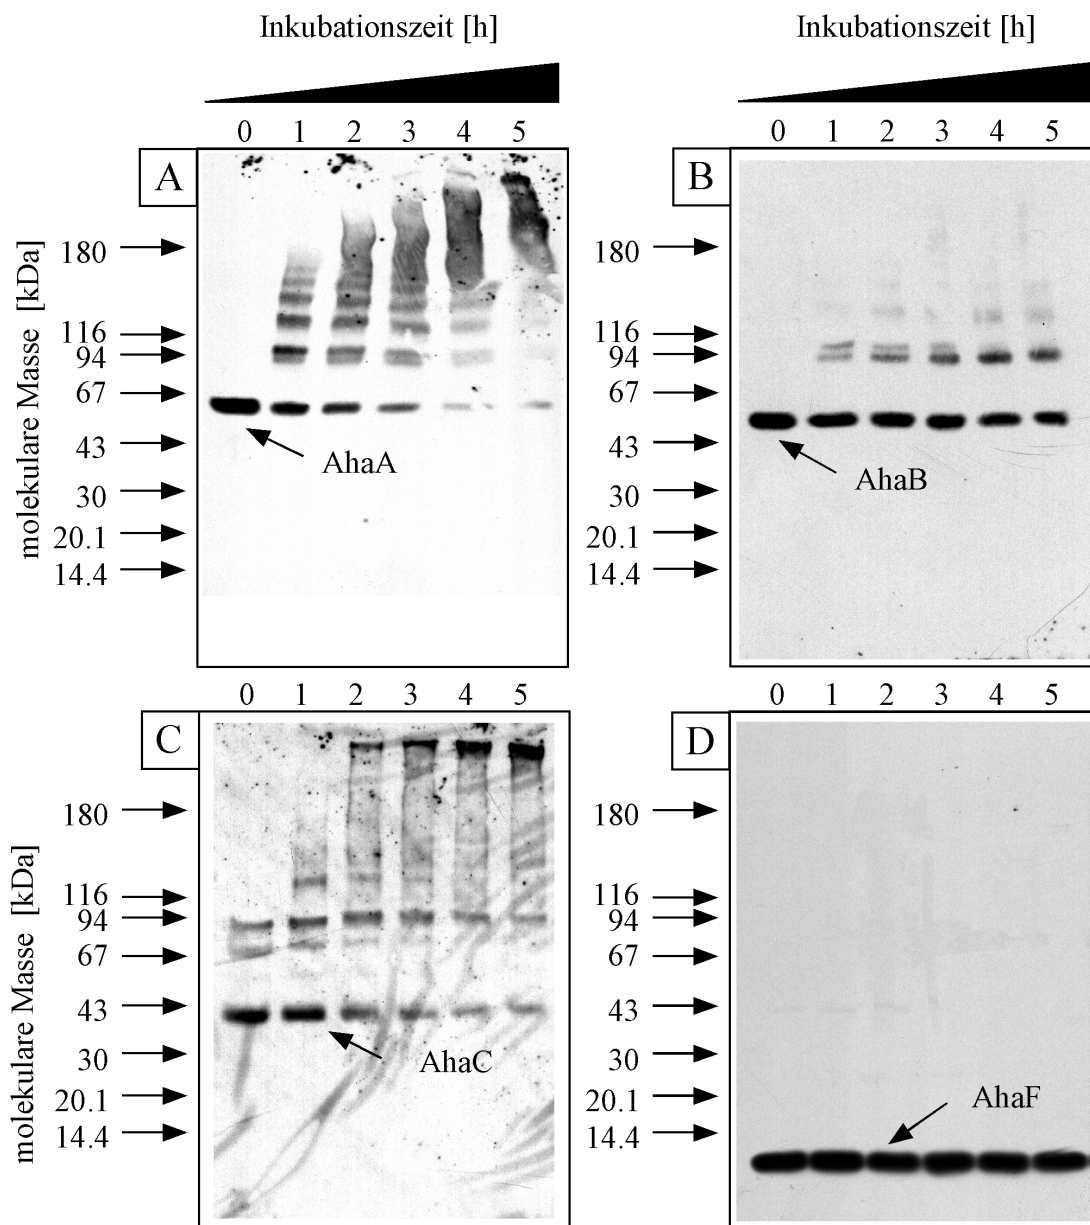 Inkubationszeit [h]
Inkubationszeit [h]
0 1 2 3 4 5
0 1 2 3 4 5
A
molekulare Masse [kDa]
180
116
94
67
43
30
20.1
14.4
AhaA
B
180
116
94
67
43
30
20.1
14.4
AhaB
0 1 2 3 4 5
0 1 2 3 4 5
C
molekulare Masse [kDa]
180
116
94
67
43
30
20.1
14.4
AhaC
D
180
116
94
67
43
30
20.1
14.4
AhaF